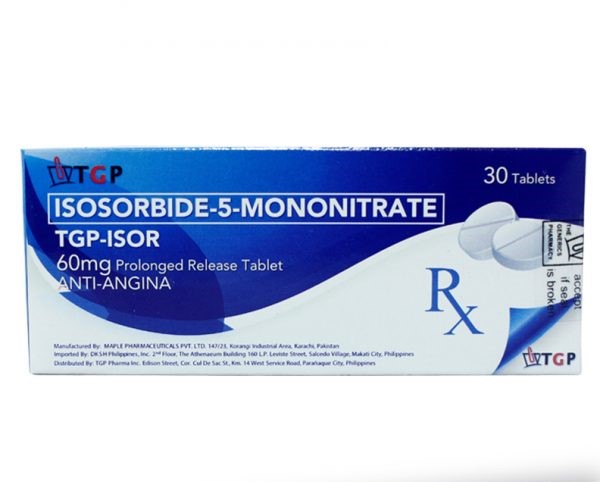 TGP
30 Tablets
ISOSORBIDE-5-MONONITRATE
TGP-ISOR
60mg Prolonged Release Tablet
ANTI-ANGINA
Rx
THE
GENERICS
PHARMACY
accept
if seal
is broken
Manufactured By: MAPLE PHARMACEUTICALS PVT. LTD. 147/23, Korangi Industrial Area, Karachi, Pakistan
Imported By: DKSH Philippines, Inc. 2nd Floor, The Athenaeum Building 160 L.P. Leviste Street, Salcedo Village, Makati City, Philippines
Distributed By: TGP Pharma Inc. Edison Street, Cor. Cul De Sac St., Km. 14 West Service Road, Parañaque City, Philippines
TGP